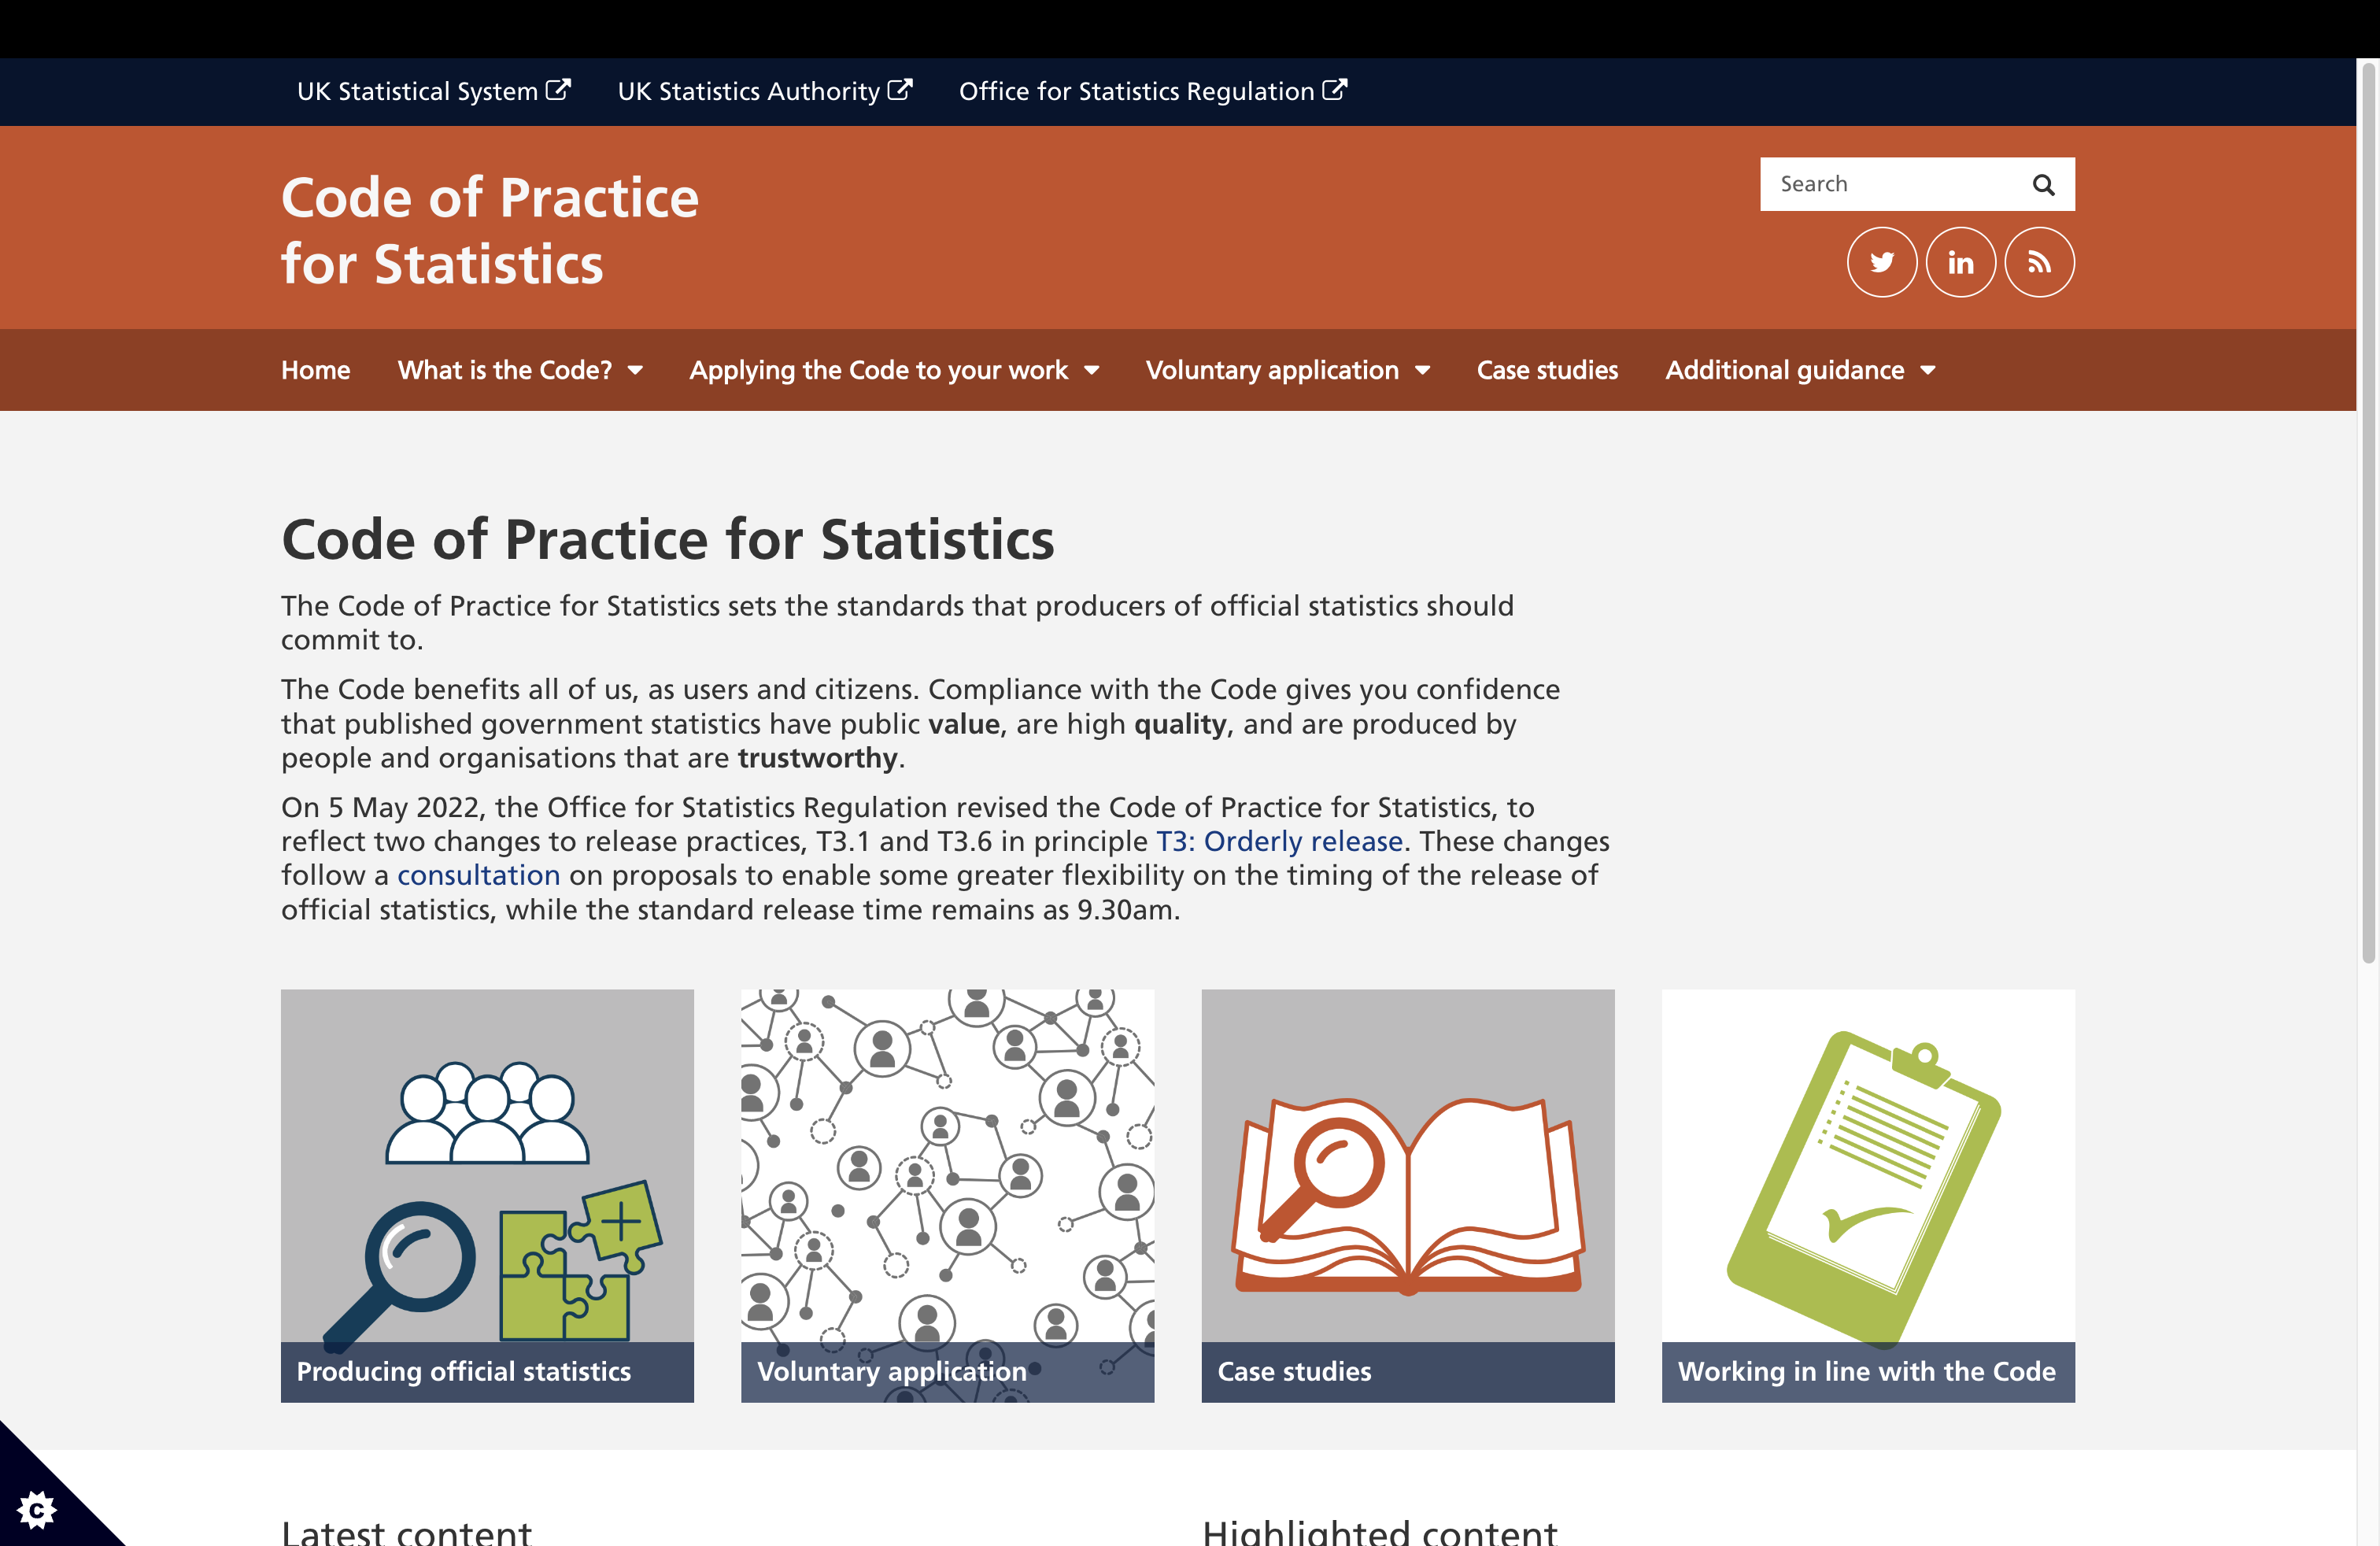 UK Statistical System
UK Statistics Authority
Office for Statistics Regulation
Code of Practice
for Statistics
Search
Home
What is the Code?
Applying the Code to your work
Voluntary application
Case studies
Additional guidance
Code of Practice for Statistics
The Code of Practice for Statistics sets the standards that producers of official statistics should
commit to.
The Code benefits all of us, as users and citizens. Compliance with the Code gives you confidence
that published government statistics have public value, are high quality, and are produced by
people and organisations that are trustworthy.
On 5 May 2022, the Office for Statistics Regulation revised the Code of Practice for Statistics, to
reflect two changes to release practices, T3.1 and T3.6 in principle T3: Orderly release. These changes
follow a consultation on proposals to enable some greater flexibility on the timing of the release of
official statistics, while the standard release time remains as 9.30am.
Producing official statistics
Voluntary application
Case studies
Working in line with the Code
Latest content
Highlighted content